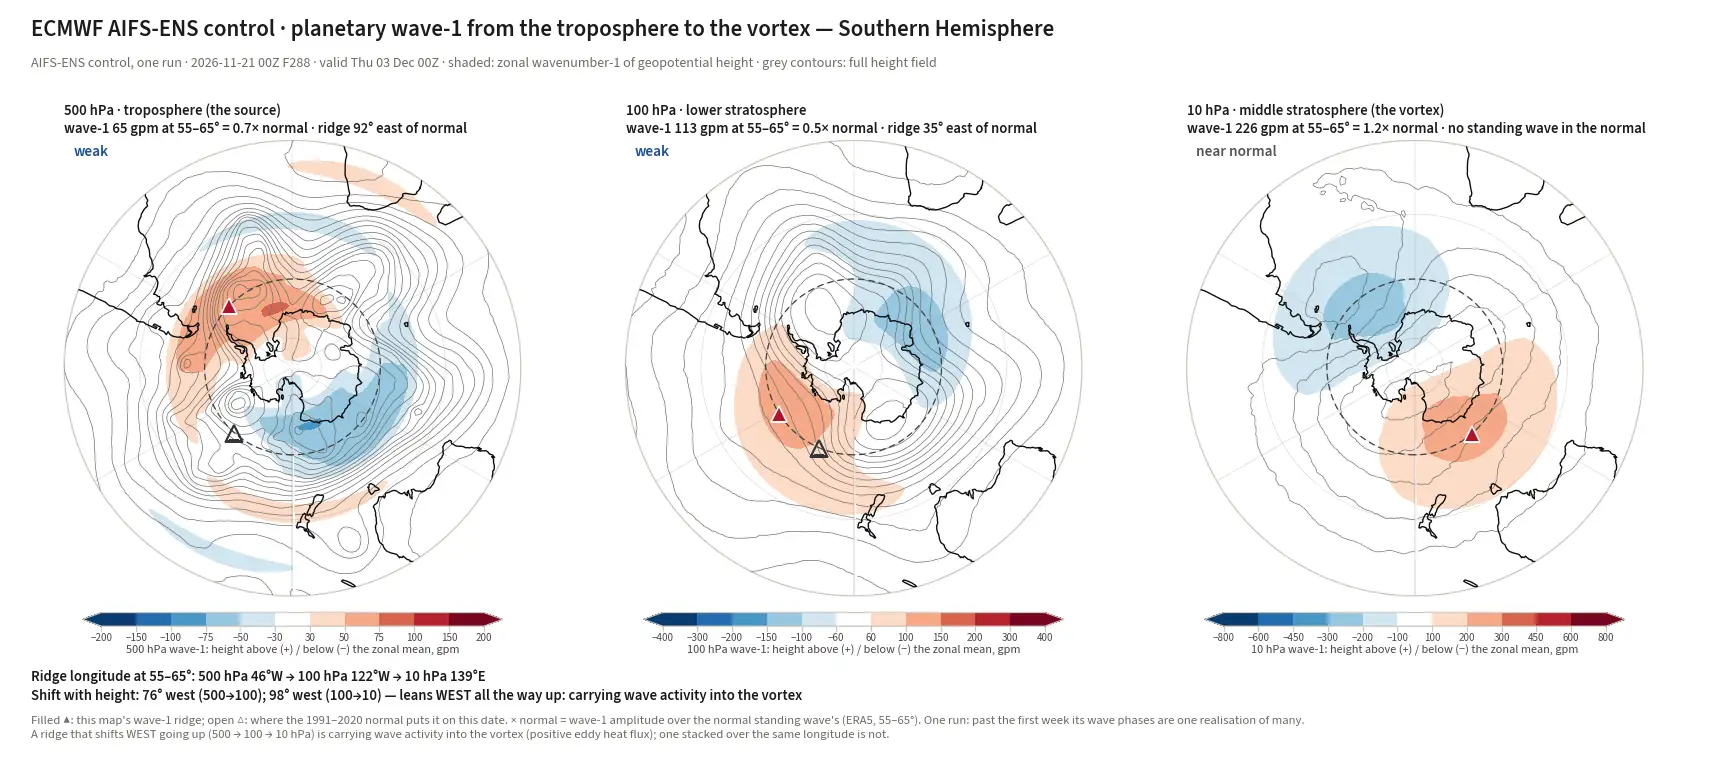 ECMWF AIFS-ENS control · planetary wave-1 from the troposphere to the vortex — Southern Hemisphere
AIFS-ENS control, one run · 2026-11-21 00Z F288 · valid Thu 03 Dec 00Z · shaded: zonal wavenumber-1 of geopotential height · grey contours: full height field
500 hPa · troposphere (the source)
wave-1 65 gpm at 55–65° = 0.7× normal · ridge 92° east of normal
weak
100 hPa · lower stratosphere
wave-1 113 gpm at 55–65° = 0.5× normal · ridge 35° east of normal
weak
10 hPa · middle stratosphere (the vortex)
wave-1 226 gpm at 55–65° = 1.2× normal · no standing wave in the normal
near normal
−200 −150 −100 −75 −50 −30 30 50 75 100 150 200
500 hPa wave-1: height above (+) / below (−) the zonal mean, gpm
−400 −300 −200 −150 −100 −60 60 100 150 200 300 400
100 hPa wave-1: height above (+) / below (−) the zonal mean, gpm
−800 −600 −450 −300 −200 −100 100 200 300 450 600 800
10 hPa wave-1: height above (+) / below (−) the zonal mean, gpm
Ridge longitude at 55–65°: 500 hPa 46°W → 100 hPa 122°W → 10 hPa 139°E
Shift with height: 76° west (500→100); 98° west (100→10) — leans WEST all the way up: carrying wave activity into the vortex
Filled ▲: this map's wave-1 ridge; open △: where the 1991–2020 normal puts it on this date. × normal = wave-1 amplitude over the normal standing wave's (ERA5, 55–65°). One run: past the first week its wave phases are one realisation of many.
A ridge that shifts WEST going up (500 → 100 → 10 hPa) is carrying wave activity into the vortex (positive eddy heat flux); one stacked over the same longitude is not.